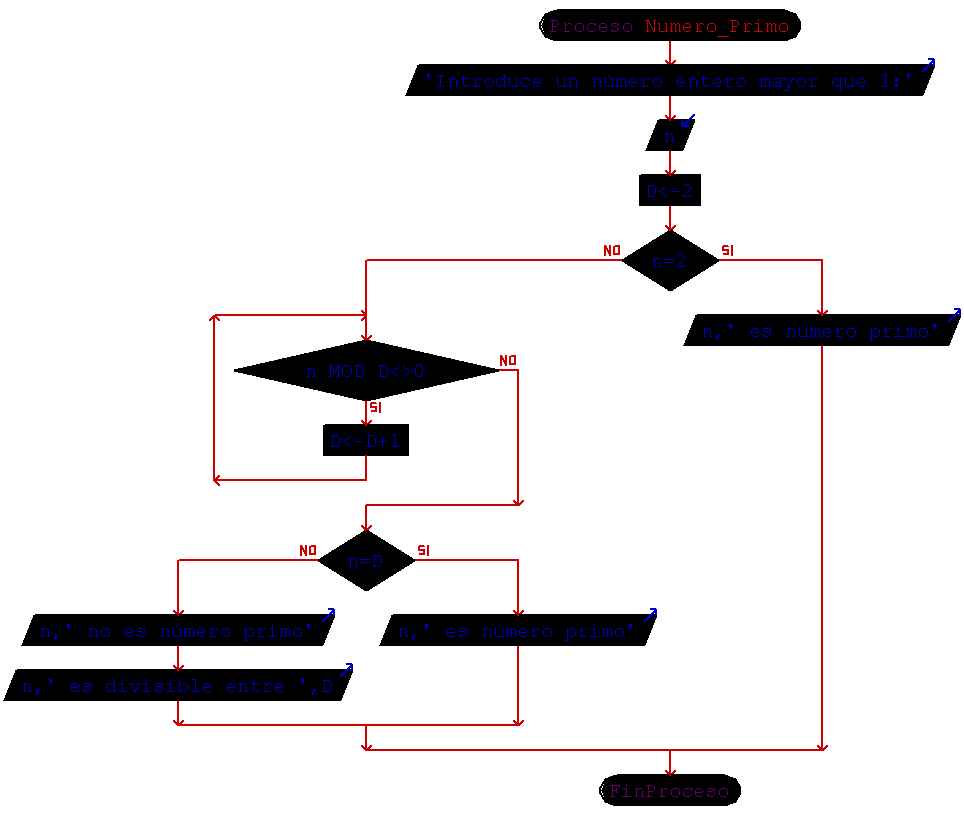 Proceso Numero_Primo
'Introduce un número entero mayor que 1:'
n
D<-2
NO
n=2
SI
n,' es número primo'
n MOD D<>0
NO
SI
D<-D+1
NO
n=D
SI
n,' no es número primo'
n,' es número primo'
n,' es divisible entre ',D
FinProceso